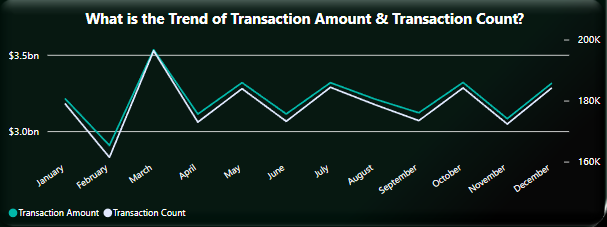 What is the Trend of Transaction Amount & Transaction Count?
$3.5bn
$3.0bn
200K
180K
160K
January
February
March
April
May
June
July
August
September
October
November
December
Transaction Amount
Transaction Count